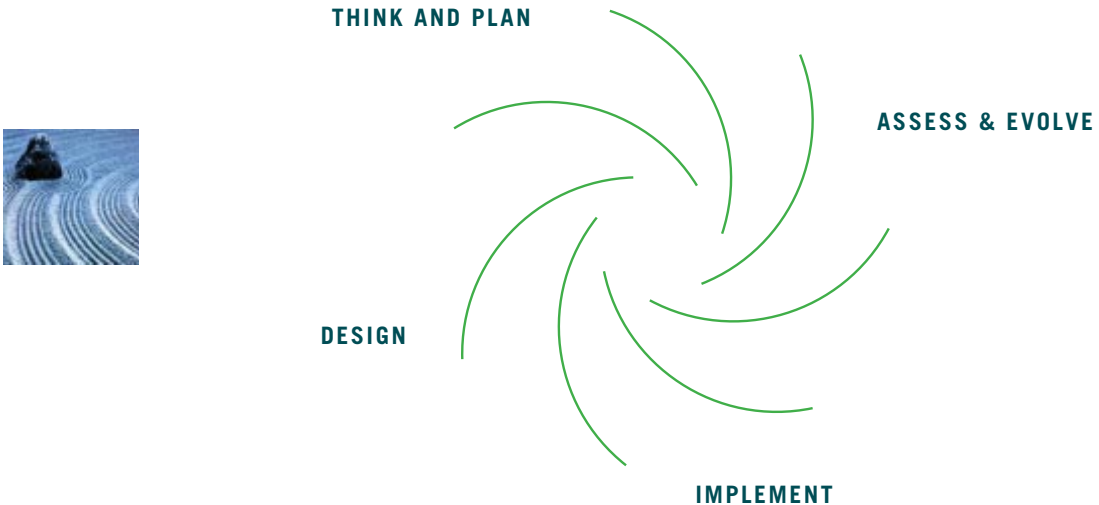 THINK AND PLAN
ASSESS & EVOLVE
DESIGN
IMPLEMENT